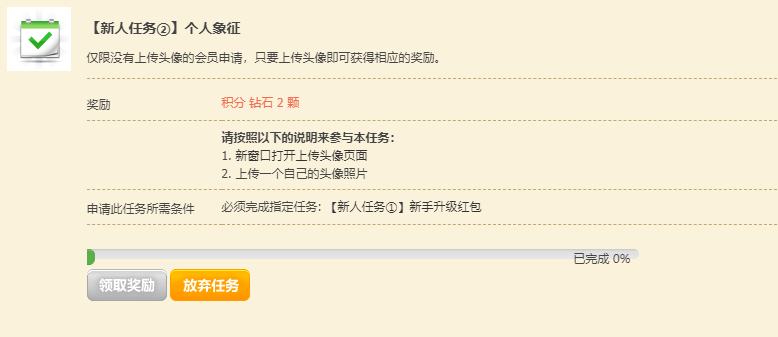 【新人任务②】个人象征
仅限没有上传头像的会员申请，只要上传头像即可获得相应的奖励。
奖励
积分 钻石 2 颗
请按照以下的说明来参与本任务：
1. 新窗口打开上传头像页面
2. 上传一个自己的头像照片
申请此任务所需条件
必须完成指定任务: 【新人任务①】新手升级红包
已完成 0%
领取奖励 放弃任务